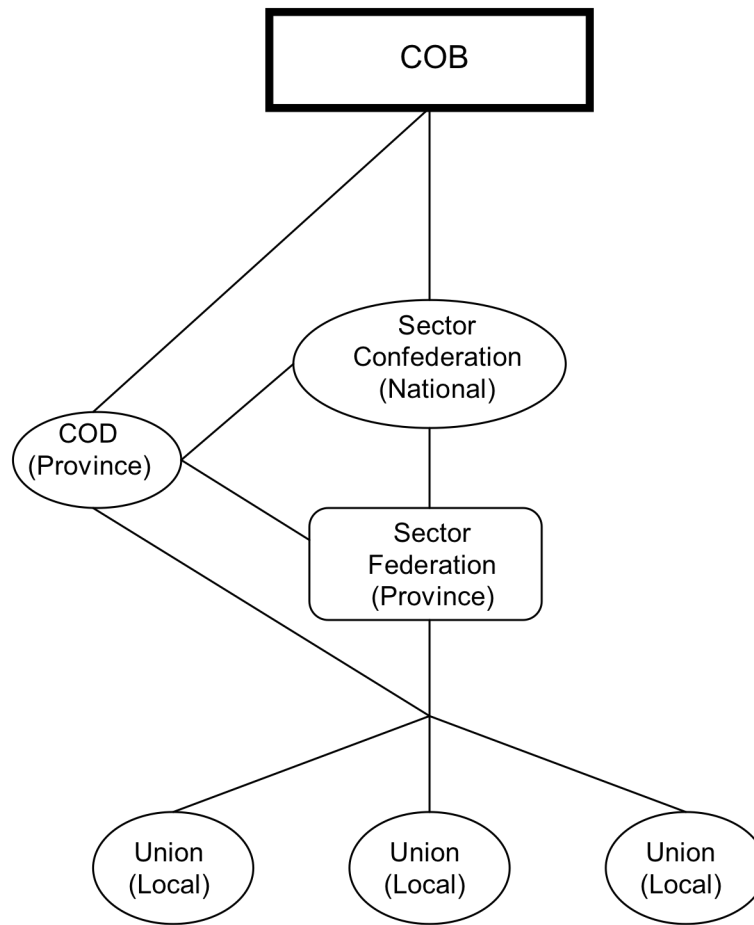 COB
Sector
Confederation
(National)
COD
(Province)
Sector
Federation
(Province)
Union
(Local)
Union
(Local)
Union
(Local)